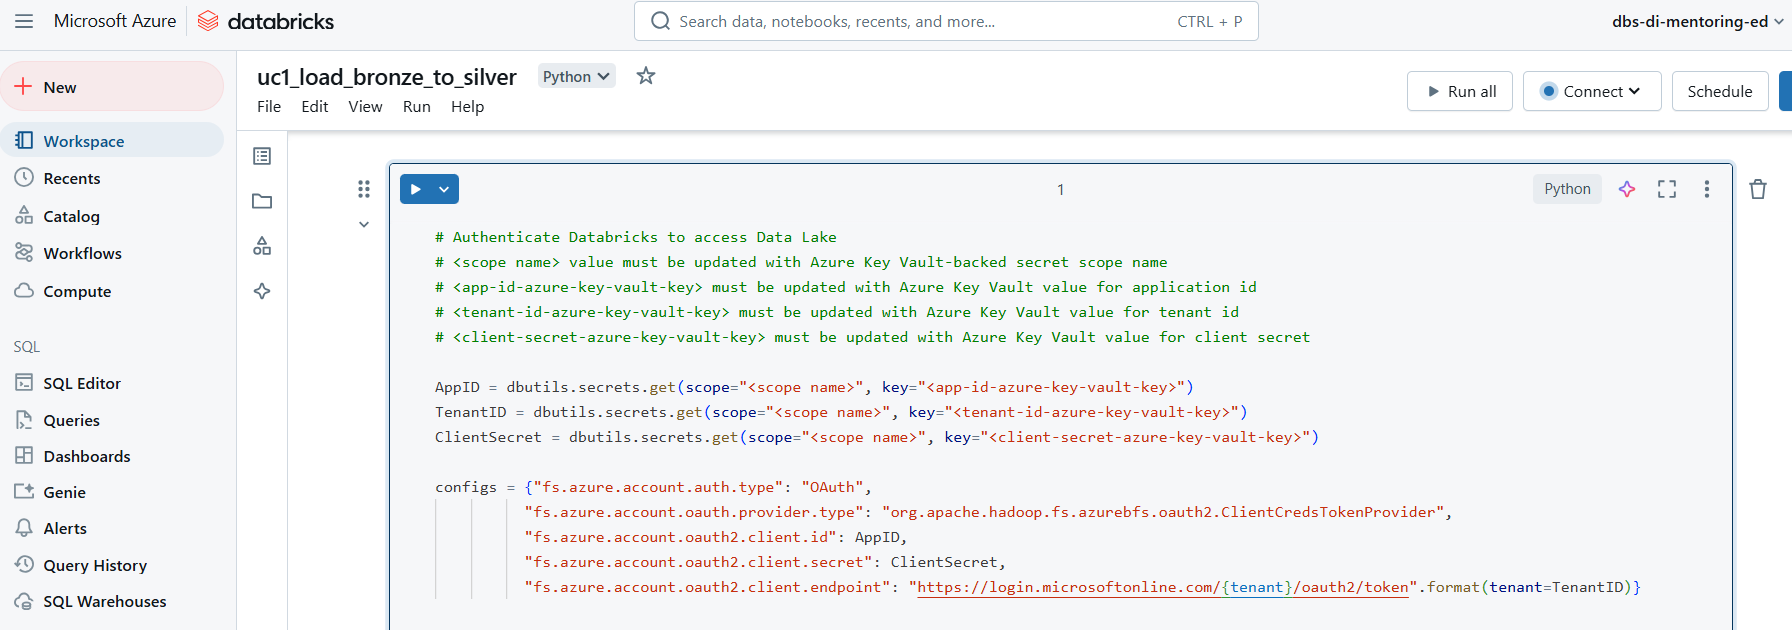 Microsoft Azure
databricks
Search data, notebooks, recents, and more...
CTRL + P
dbs-di-mentoring-ed
New
Workspace
Recents
Catalog
Workflows
Compute
SQL
SQL Editor
Queries
Dashboards
Genie
Alerts
Query History
SQL Warehouses
uc1_load_bronze_to_silver
Python
File Edit View Run Help
Run all
Connect
Schedule
1
Python
# Authenticate Databricks to access Data Lake
# <scope name> value must be updated with Azure Key Vault-backed secret scope name
# <app-id-azure-key-vault-key> must be updated with Azure Key Vault value for application id
# <tenant-id-azure-key-vault-key> must be updated with Azure Key Vault value for tenant id
# <client-secret-azure-key-vault-key> must be updated with Azure Key Vault value for client secret
AppID = dbutils.secrets.get(scope="<scope name>", key="<app-id-azure-key-vault-key>")
TenantID = dbutils.secrets.get(scope="<scope name>", key="<tenant-id-azure-key-vault-key>")
ClientSecret = dbutils.secrets.get(scope="<scope name>", key="<client-secret-azure-key-vault-key>")
configs = {"fs.azure.account.auth.type": "OAuth",
"fs.azure.account.oauth.provider.type": "org.apache.hadoop.fs.azurebfs.oauth2.ClientCredsTokenProvider",
"fs.azure.account.oauth2.client.id": AppID,
"fs.azure.account.oauth2.client.secret": ClientSecret,
"fs.azure.account.oauth2.client.endpoint": "https://login.microsoftonline.com/{tenant}/oauth2/token".format(tenant=TenantID)}